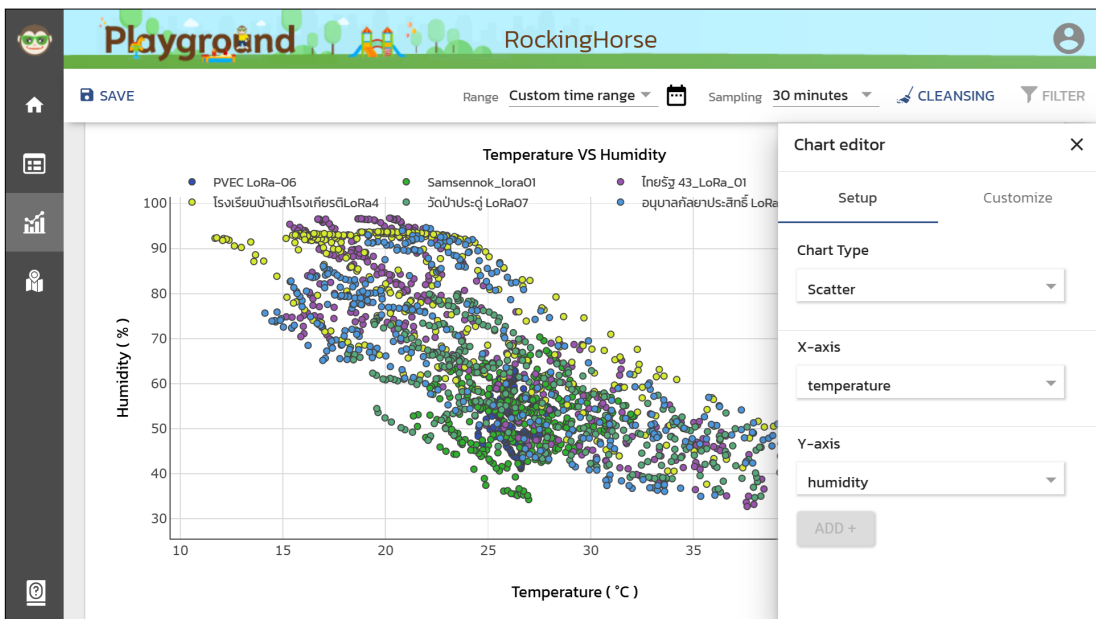 Playground
RockingHorse
SAVE
Range Custom time range
Sampling 30 minutes
CLEANSING
FILTER
Temperature VS Humidity
PVEC LoRa-06
Samsennok_lora01
ไทยรัฐ 43_LoRa_01
โรงเรียนบ้านสำโรงเกียรติLoRa4
วัดป่าประดู่ LoRa07
อนุบาลกัลยาประสิทธิ์ LoRa
100
90
80
70
60
50
40
30
Humidity ( % )
10 15 20 25 30 35
Temperature ( °C )
Chart editor
Setup
Customize
Chart Type
Scatter
X-axis
temperature
Y-axis
humidity
ADD +